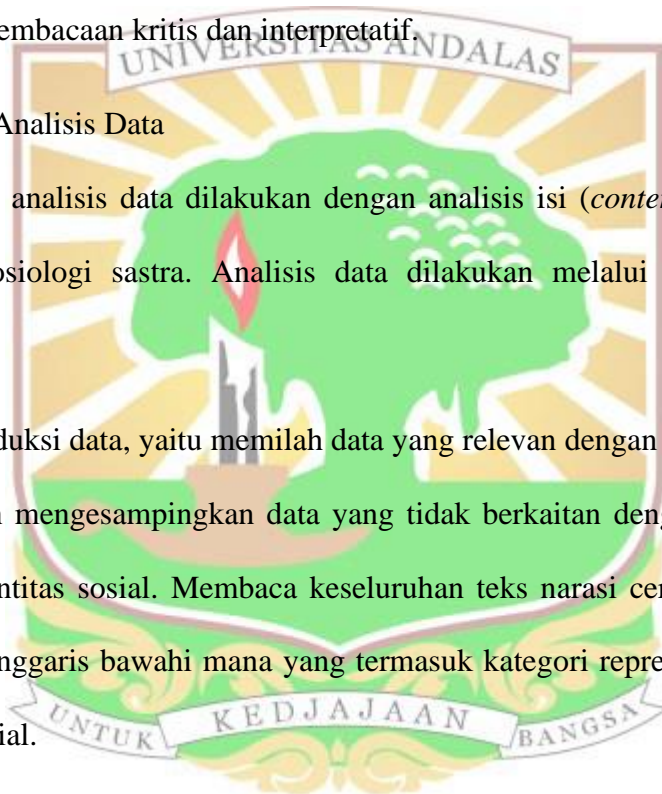 embacaan kritis dan interpretatif.
UNIVERSITAS ANDALAS
Analisis Data
analisis data dilakukan dengan analisis isi (conte
osiologi sastra. Analisis data dilakukan melalui
duksi data, yaitu memilah data yang relevan dengan
n mengesampingkan data yang tidak berkaitan deng
ntitas sosial. Membaca keseluruhan teks narasi cer
nggaris bawahi mana yang termasuk kategori repre
ial.
UNTUK KEDJAJAAN BANGSA